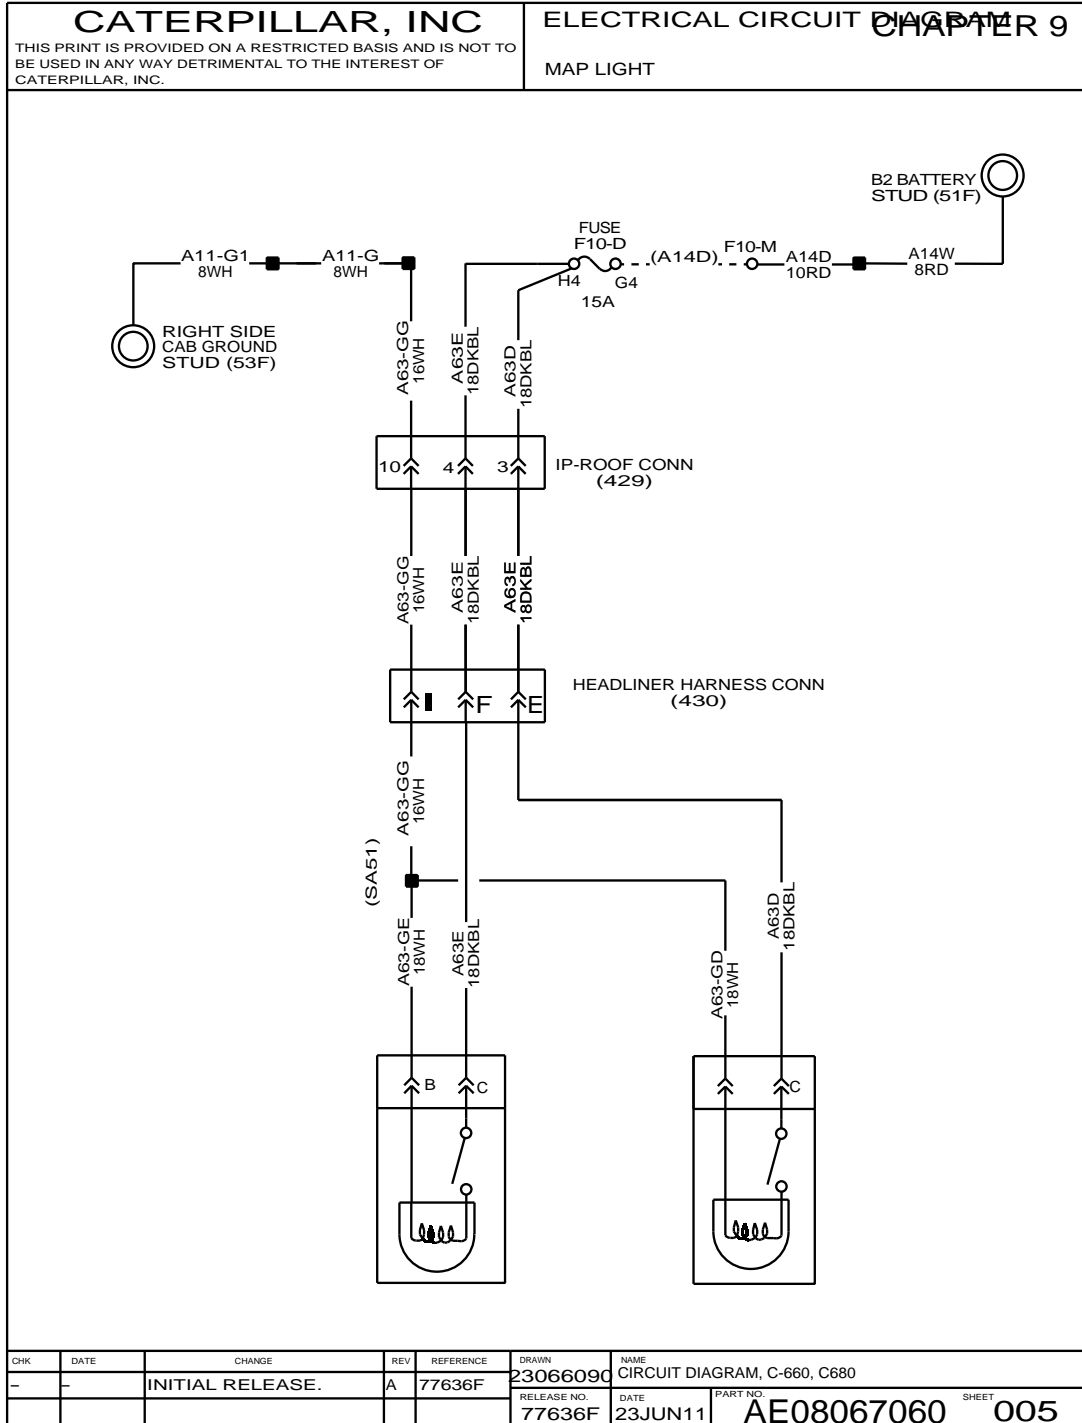 CATERPILLAR, INC
THIS PRINT IS PROVIDED ON A RESTRICTED BASIS AND IS NOT TO
BE USED IN ANY WAY DETRIMENTAL TO THE INTEREST OF
CATERPILLAR, INC.
ELECTRICAL CIRCUIT DIAGRAM
CHAPTER 9
MAP LIGHT
B2 BATTERY
STUD (51F)
FUSE
F10-D
H4
G4
15A
(A14D)
F10-M
A14D
10RD
A14W
8RD
A11-G1
8WH
A11-G
8WH
RIGHT SIDE
CAB GROUND
STUD (53F)
A63-GG
16WH
A63E
18DKBL
A63D
18DKBL
10
4
3
IP-ROOF CONN
(429)
A63-GG
16WH
A63E
18DKBL
A63E
18DKBL
I
F
E
HEADLINER HARNESS CONN
(430)
A63-GG
16WH
(SA51)
A63-GE
18WH
A63E
18DKBL
A63D
18DKBL
A63-GD
18WH
B
C
C
CHK
DATE
CHANGE
REV
REFERENCE
–
–
INITIAL RELEASE.
A
77636F
DRAWN
23066090
NAME
CIRCUIT DIAGRAM, C-660, C680
RELEASE NO.
77636F
DATE
23JUN11
PART NO.
AE08067060
SHEET
005